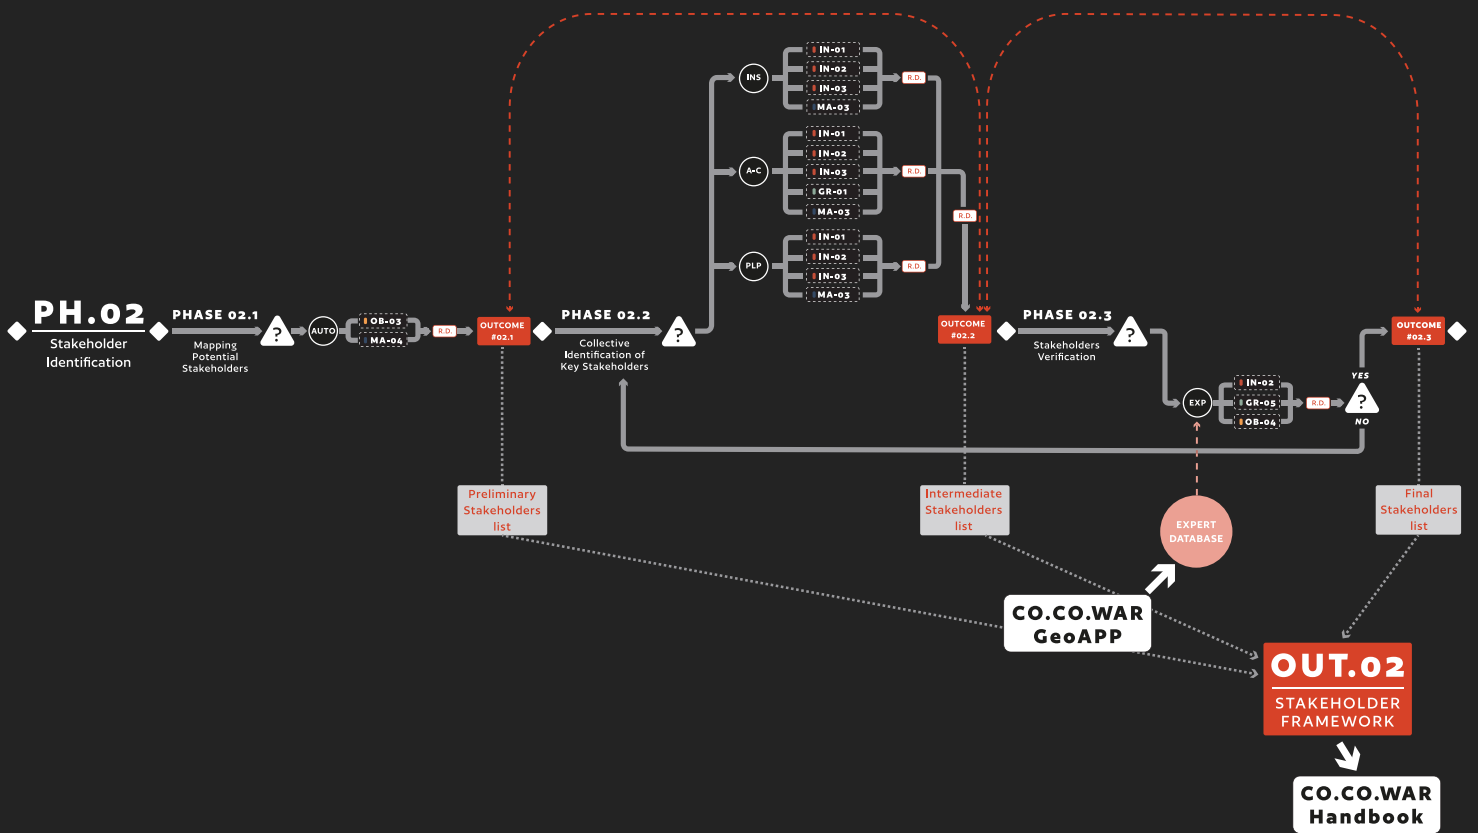 PH.02
Stakeholder
Identification
PHASE 02.1
Mapping
Potential
Stakeholders
?
AUTO
OB-03
MA-04
R.D.
OUTCOME
#02.1
PHASE 02.2
Collective
Identification of
Key Stakeholders
?
INS
IN-01
IN-02
IN-03
MA-03
R.D.
A-C
IN-01
IN-02
IN-03
GR-01
MA-03
R.D.
PLP
IN-01
IN-02
IN-03
MA-03
R.D.
R.D.
OUTCOME
#02.2
PHASE 02.3
Stakeholders
Verification
?
EXP
IN-02
GR-05
OB-04
R.D.
YES
?
NO
OUTCOME
#02.3
Preliminary
Stakeholders
list
Intermediate
Stakeholders
list
Final
Stakeholders
list
EXPERT
DATABASE
CO.CO.WAR
GeoAPP
OUT.02
STAKEHOLDER
FRAMEWORK
CO.CO.WAR
Handbook